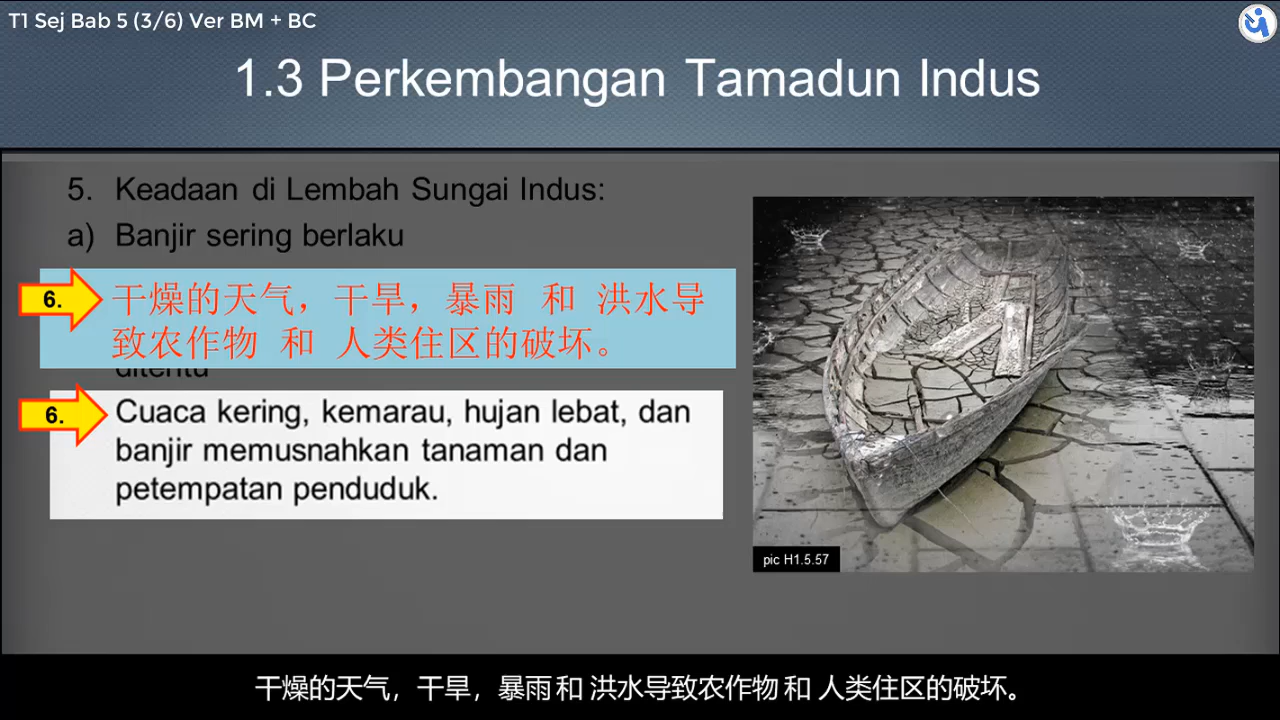 T1 Sej Bab 5 (3/6) Ver BM + BC
1.3 Perkembangan Tamadun Indus
5. Keadaan di Lembah Sungai Indus:
a) Banjir sering berlaku
6. 干燥的天气，干旱，暴雨 和 洪水导
致农作物 和 人类住区的破坏。
6. Cuaca kering, kemarau, hujan lebat, dan
banjir memusnahkan tanaman dan
petempatan penduduk.
pic H1.5.57
干燥的天气，干旱，暴雨 和 洪水导致农作物 和 人类住区的破坏。